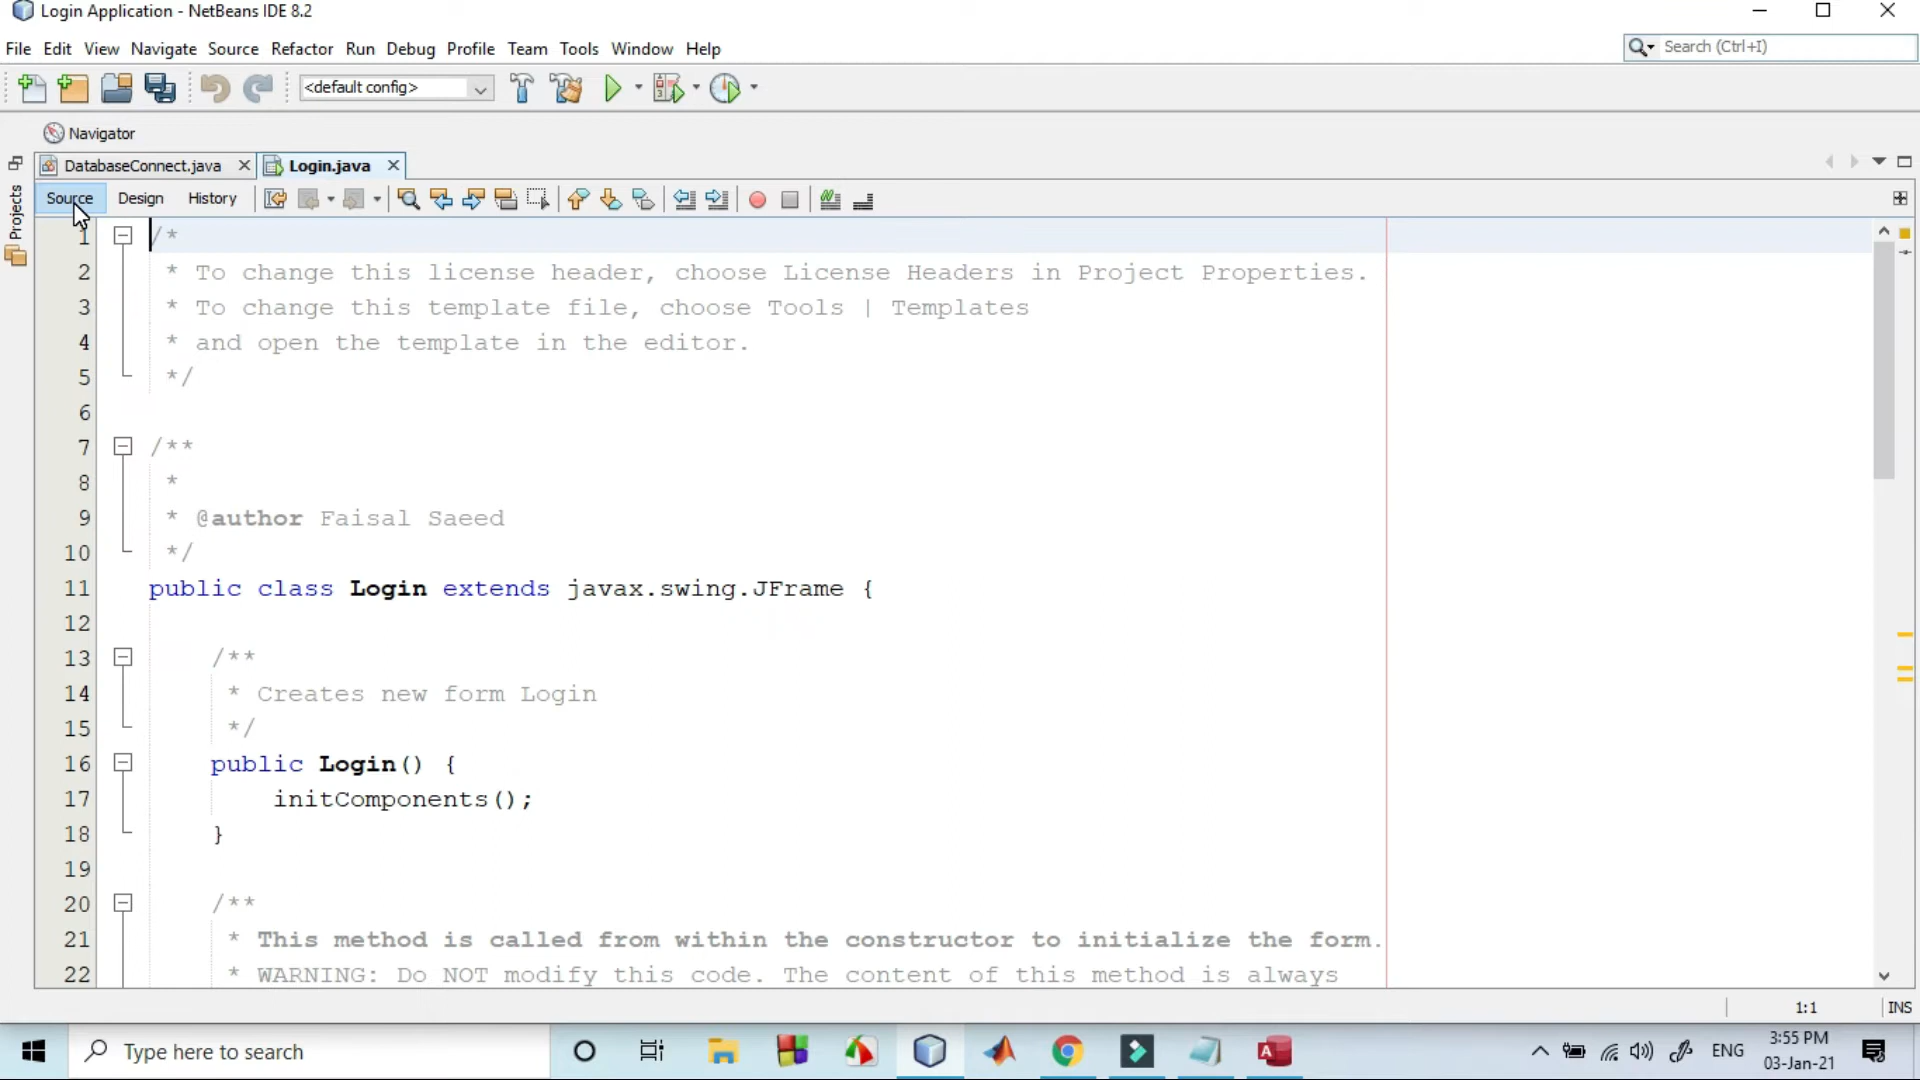 Login Application - NetBeans IDE 8.2
File Edit View Navigate Source Refactor Run Debug Profile Team Tools Window Help
Search (Ctrl+I)
<default config>
Navigator
Projects
DatabaseConnect.java Login.java
Source Design History
1 /*
2 * To change this license header, choose License Headers in Project Properties.
3 * To change this template file, choose Tools | Templates
4 * and open the template in the editor.
5 */
6
7 /**
8 *
9 * @author Faisal Saeed
10 */
11 public class Login extends javax.swing.JFrame {
12
13 /**
14 * Creates new form Login
15 */
16 public Login() {
17 initComponents();
18 }
19
20 /**
21 * This method is called from within the constructor to initialize the form.
22 * WARNING: Do NOT modify this code. The content of this method is always
1:1 INS
Type here to search
ENG
3:55 PM
03-Jan-21